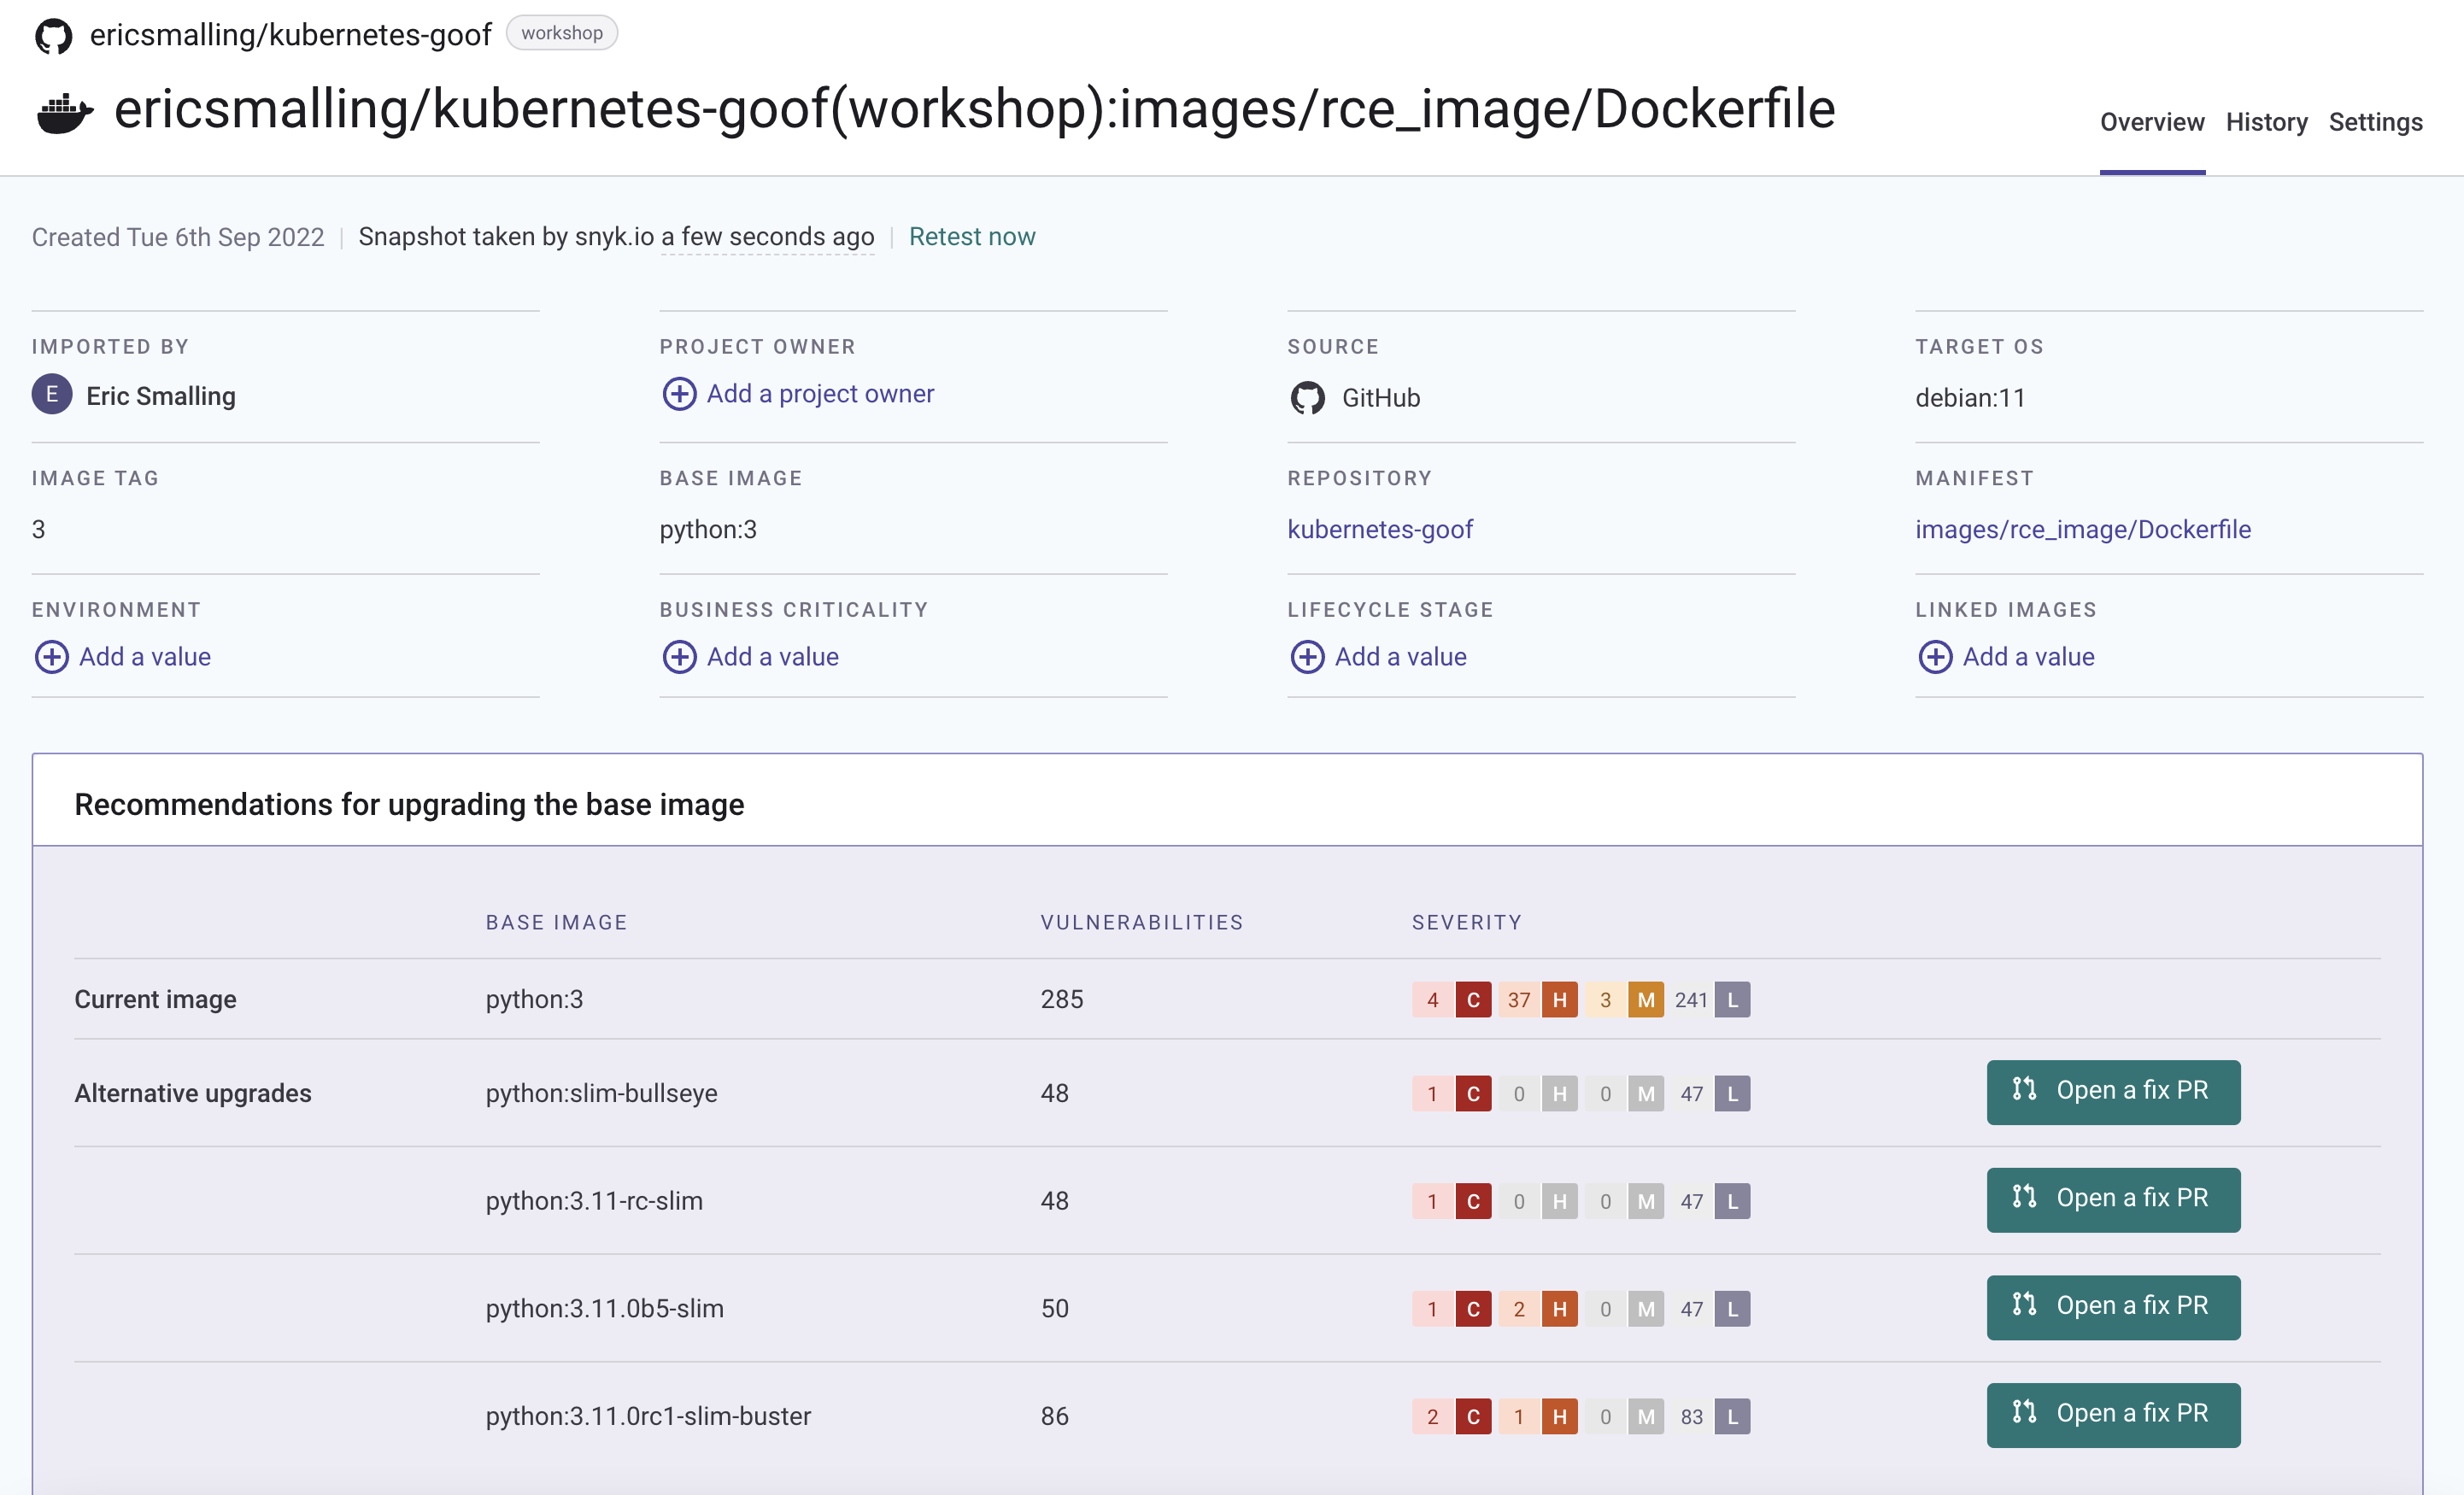 ericsmalling/kubernetes-goof workshop
ericsmalling/kubernetes-goof(workshop):images/rce_image/Dockerfile
Overview History Settings
Created Tue 6th Sep 2022 | Snapshot taken by snyk.io a few seconds ago | Retest now
IMPORTED BY PROJECT OWNER SOURCE TARGET OS
E Eric Smalling Add a project owner GitHub debian:11
IMAGE TAG BASE IMAGE REPOSITORY MANIFEST
3 python:3 kubernetes-goof images/rce_image/Dockerfile
ENVIRONMENT BUSINESS CRITICALITY LIFECYCLE STAGE LINKED IMAGES
Add a value Add a value Add a value Add a value
Recommendations for upgrading the base image
BASE IMAGE VULNERABILITIES SEVERITY
Current image python:3 285 4 C 37 H 3 M 241 L
Alternative upgrades python:slim-bullseye 48 1 C 0 H 0 M 47 L Open a fix PR
python:3.11-rc-slim 48 1 C 0 H 0 M 47 L Open a fix PR
python:3.11.0b5-slim 50 1 C 2 H 0 M 47 L Open a fix PR
python:3.11.0rc1-slim-buster 86 2 C 1 H 0 M 83 L Open a fix PR